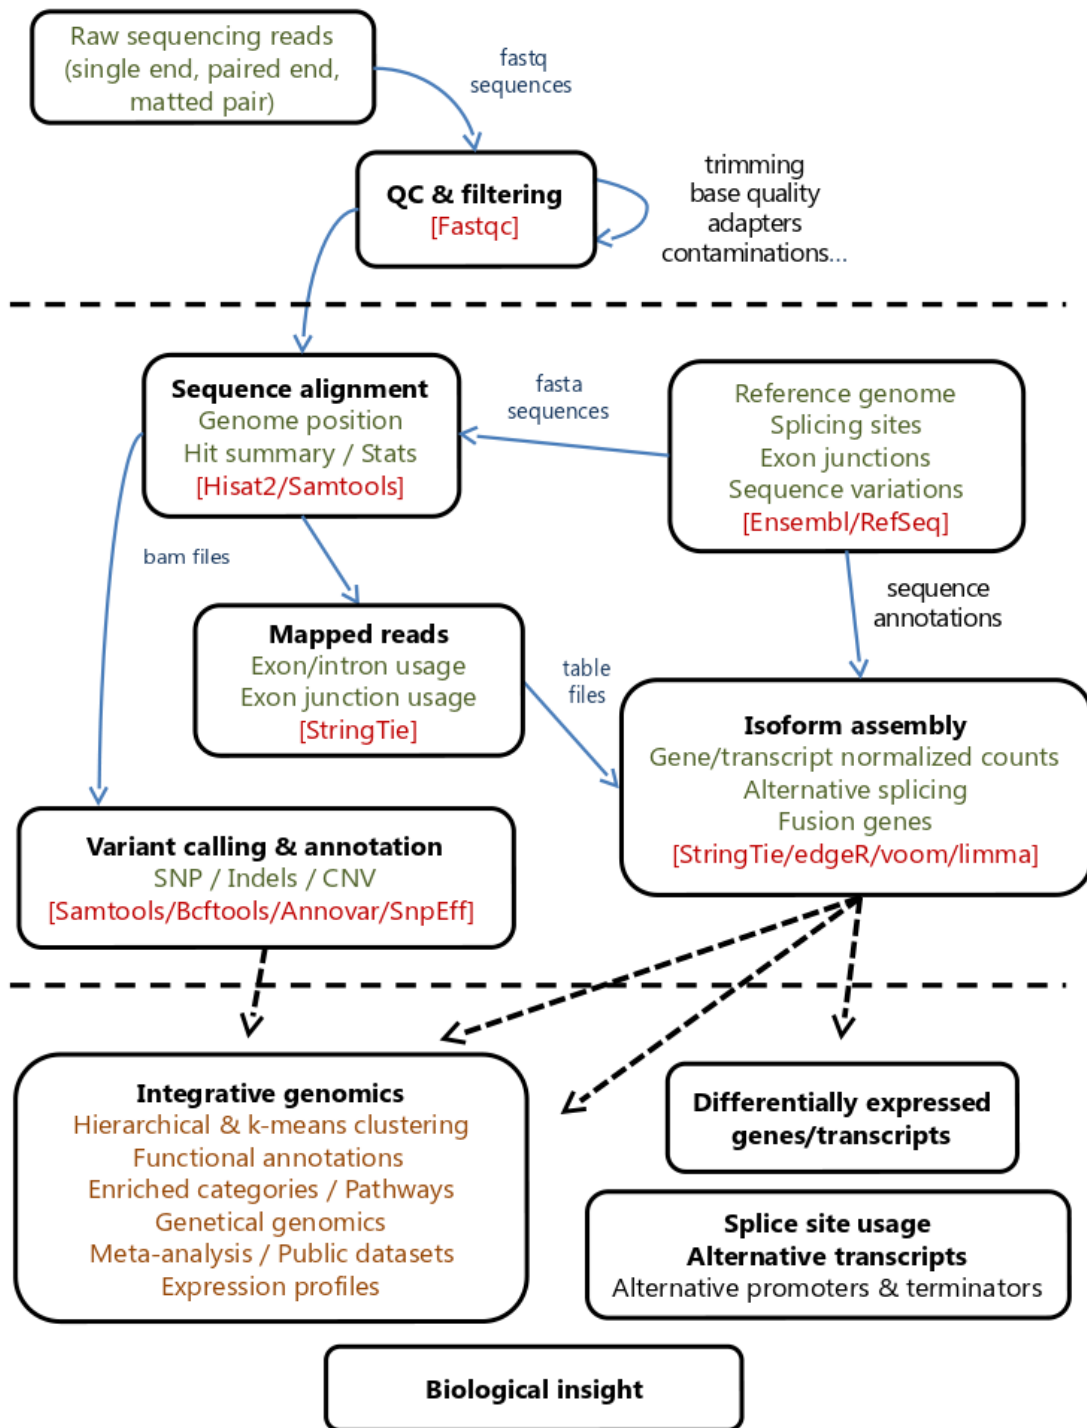 Raw sequencing reads
(single end, paired end,
matted pair)
fastq
sequences
QC & filtering
[Fastqc]
trimming
base quality
adapters
contaminations...
Sequence alignment
Genome position
Hit summary / Stats
[Hisat2/Samtools]
fasta
sequences
Reference genome
Splicing sites
Exon junctions
Sequence variations
[Ensembl/RefSeq]
bam files
sequence
annotations
Mapped reads
Exon/intron usage
Exon junction usage
[StringTie]
table
files
Isoform assembly
Gene/transcript normalized counts
Alternative splicing
Fusion genes
[StringTie/edgeR/voom/limma]
Variant calling & annotation
SNP / Indels / CNV
[Samtools/Bcftools/Annovar/SnpEff]
Integrative genomics
Hierarchical & k-means clustering
Functional annotations
Enriched categories / Pathways
Genetical genomics
Meta-analysis / Public datasets
Expression profiles
Differentially expressed
genes/transcripts
Splice site usage
Alternative transcripts
Alternative promoters & terminators
Biological insight